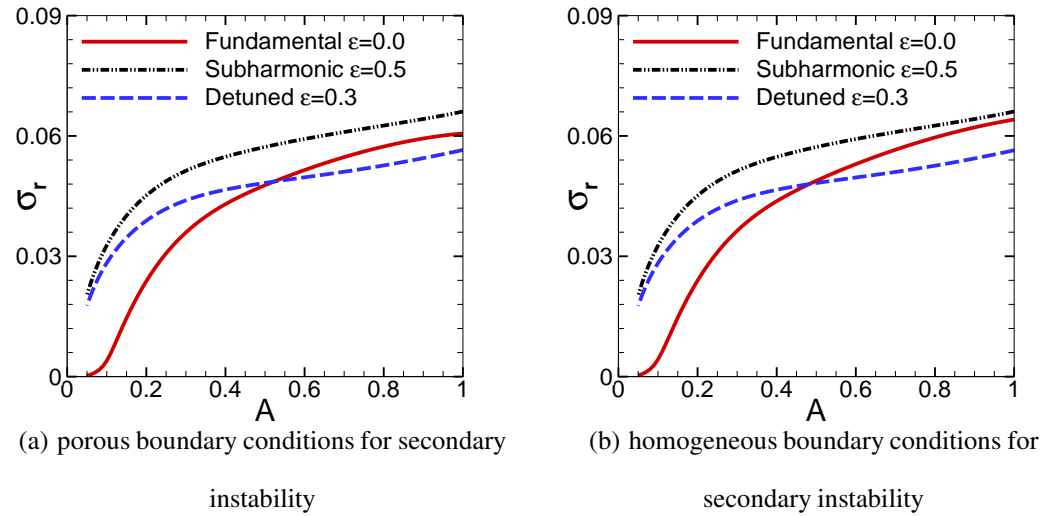 0.09
Fundamental ε=0.0
Subharmonic ε=0.5
Detuned ε=0.3
0.06
σr
0.03
0
0 0.2 0.4 0.6 0.8 1
A
(a) porous boundary conditions for secondary
instability
0.09
Fundamental ε=0.0
Subharmonic ε=0.5
Detuned ε=0.3
0.06
σr
0.03
0
0 0.2 0.4 0.6 0.8 1
A
(b) homogeneous boundary conditions for
secondary instability